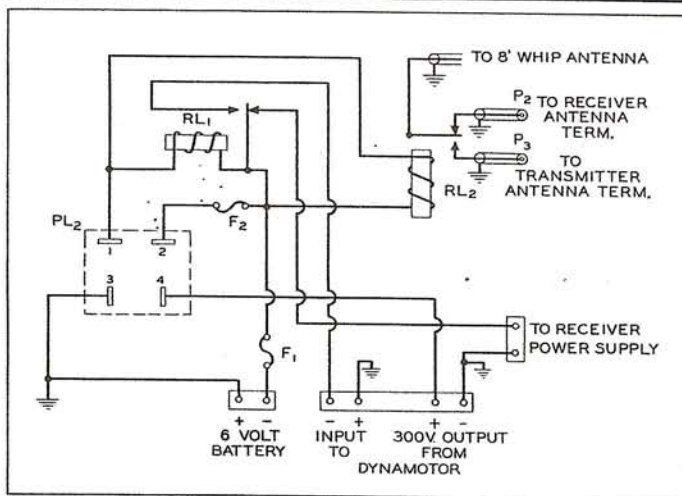 TO 8' WHIP ANTENNA
RL1
P2
TO RECEIVER
ANTENNA
TERM.
P3
TO
TRANSMITTER
ANTENNA TERM.
RL2
PL2
F2
1
2
3
4
F1
TO RECEIVER
POWER SUPPLY
+ - - + + -
6 VOLT
BATTERY
INPUT
TO
300V. OUTPUT
FROM
DYNAMOTOR